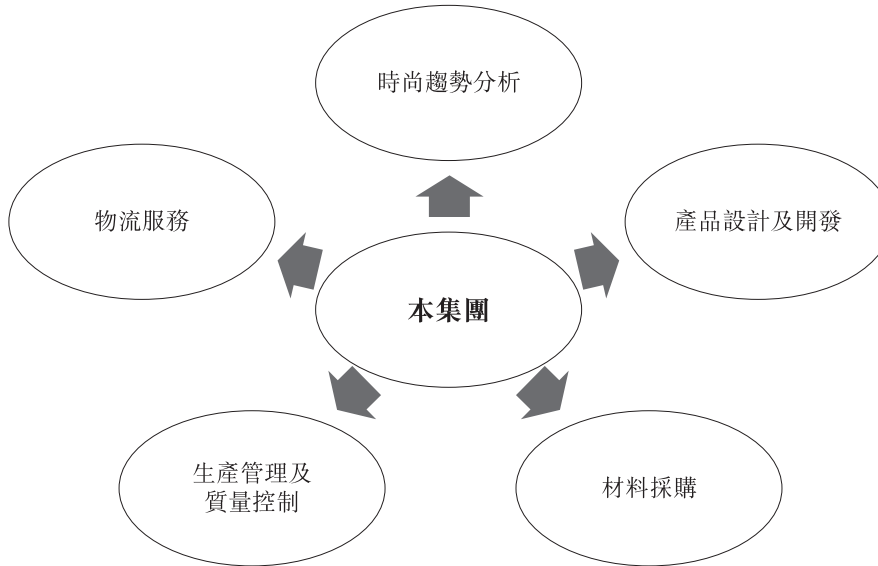 時尚趨勢分析
物流服務
產品設計及開發
本集團
生產管理及
質量控制
材料採購